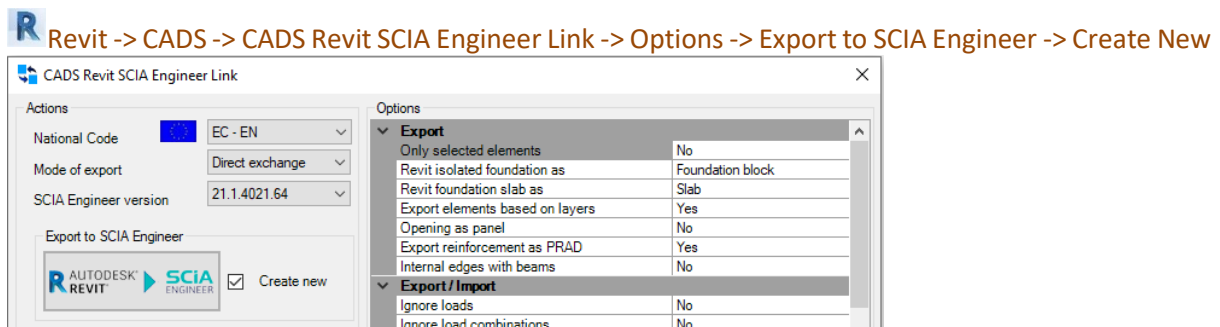 R Revit -> CADS -> CADS Revit SCIA Engineer Link -> Options -> Export to SCIA Engineer -> Create New
CADS Revit SCIA Engineer Link
Actions
National Code EC - EN
Mode of export Direct exchange
SCIA Engineer version 21.1.4021.64
Export to SCIA Engineer
R AUTODESK® REVIT® SCiA ENGINEER Create new
Options
Export
Only selected elements No
Revit isolated foundation as Foundation block
Revit foundation slab as Slab
Export elements based on layers Yes
Opening as panel No
Export reinforcement as PRAD Yes
Internal edges with beams No
Export / Import
Ignore loads No
Ignore load combinations No